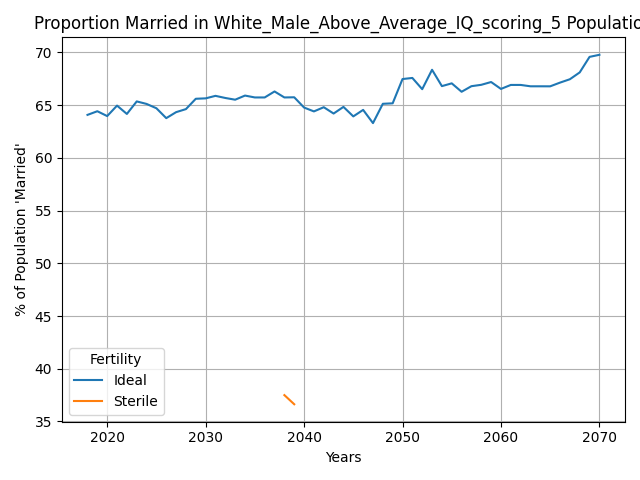 Proportion Married in White_Male_Above_Average_IQ_scoring_5 Populatio
70
65
60
55
50
45
40
35
% of Population 'Married'
Fertility
Ideal
Sterile
2020 2030 2040 2050 2060 2070
Years